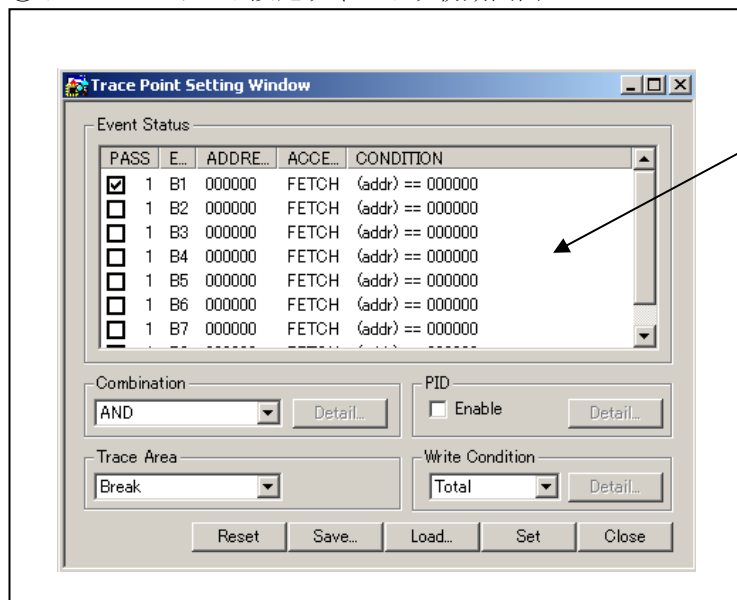 Trace Point Setting Window
Event Status
PASS E... ADDRE... ACCE... CONDITION
1 B1 000000 FETCH (addr) == 000000
1 B2 000000 FETCH (addr) == 000000
1 B3 000000 FETCH (addr) == 000000
1 B4 000000 FETCH (addr) == 000000
1 B5 000000 FETCH (addr) == 000000
1 B6 000000 FETCH (addr) == 000000
1 B7 000000 FETCH (addr) == 000000
Combination
AND Detail...
PID
Enable Detail...
Trace Area
Break
Write Condition
Total Detail...
Reset Save... Load... Set Close